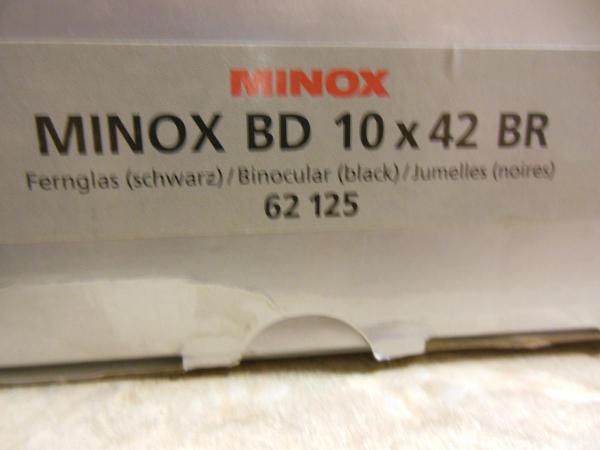 MINOX
MINOX BD 10 x 42 BR
Fernglas (schwarz)/Binocular (black)/Jumelles (noires)
62 125